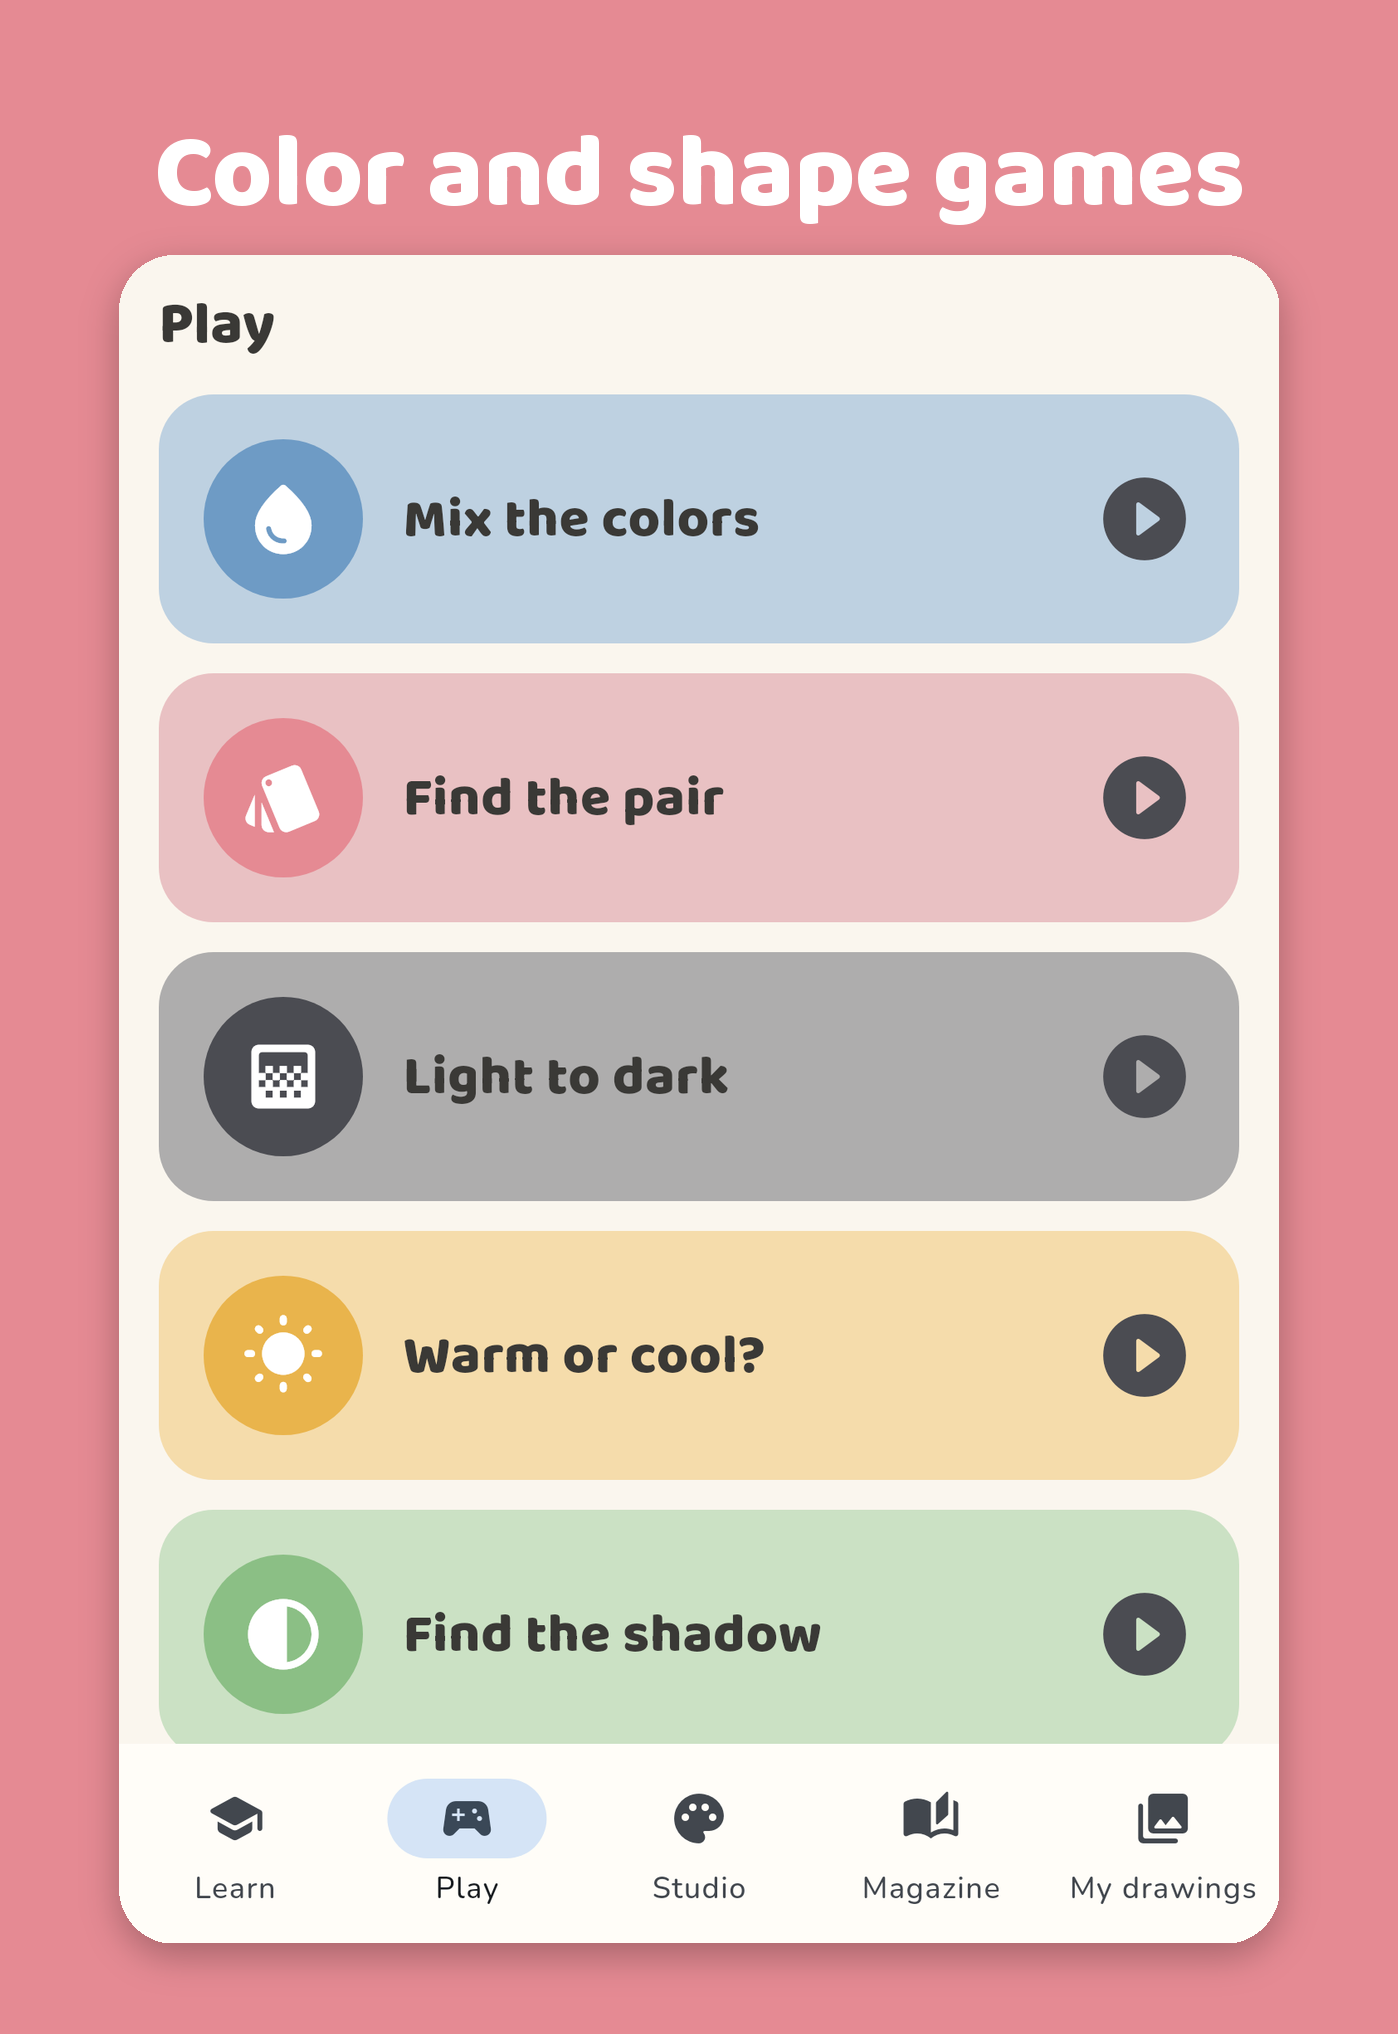 Color and shape games
Play
Mix the colors
Find the pair
Light to dark
Warm or cool?
Find the shadow
Learn
Play
Studio
Magazine
My drawings